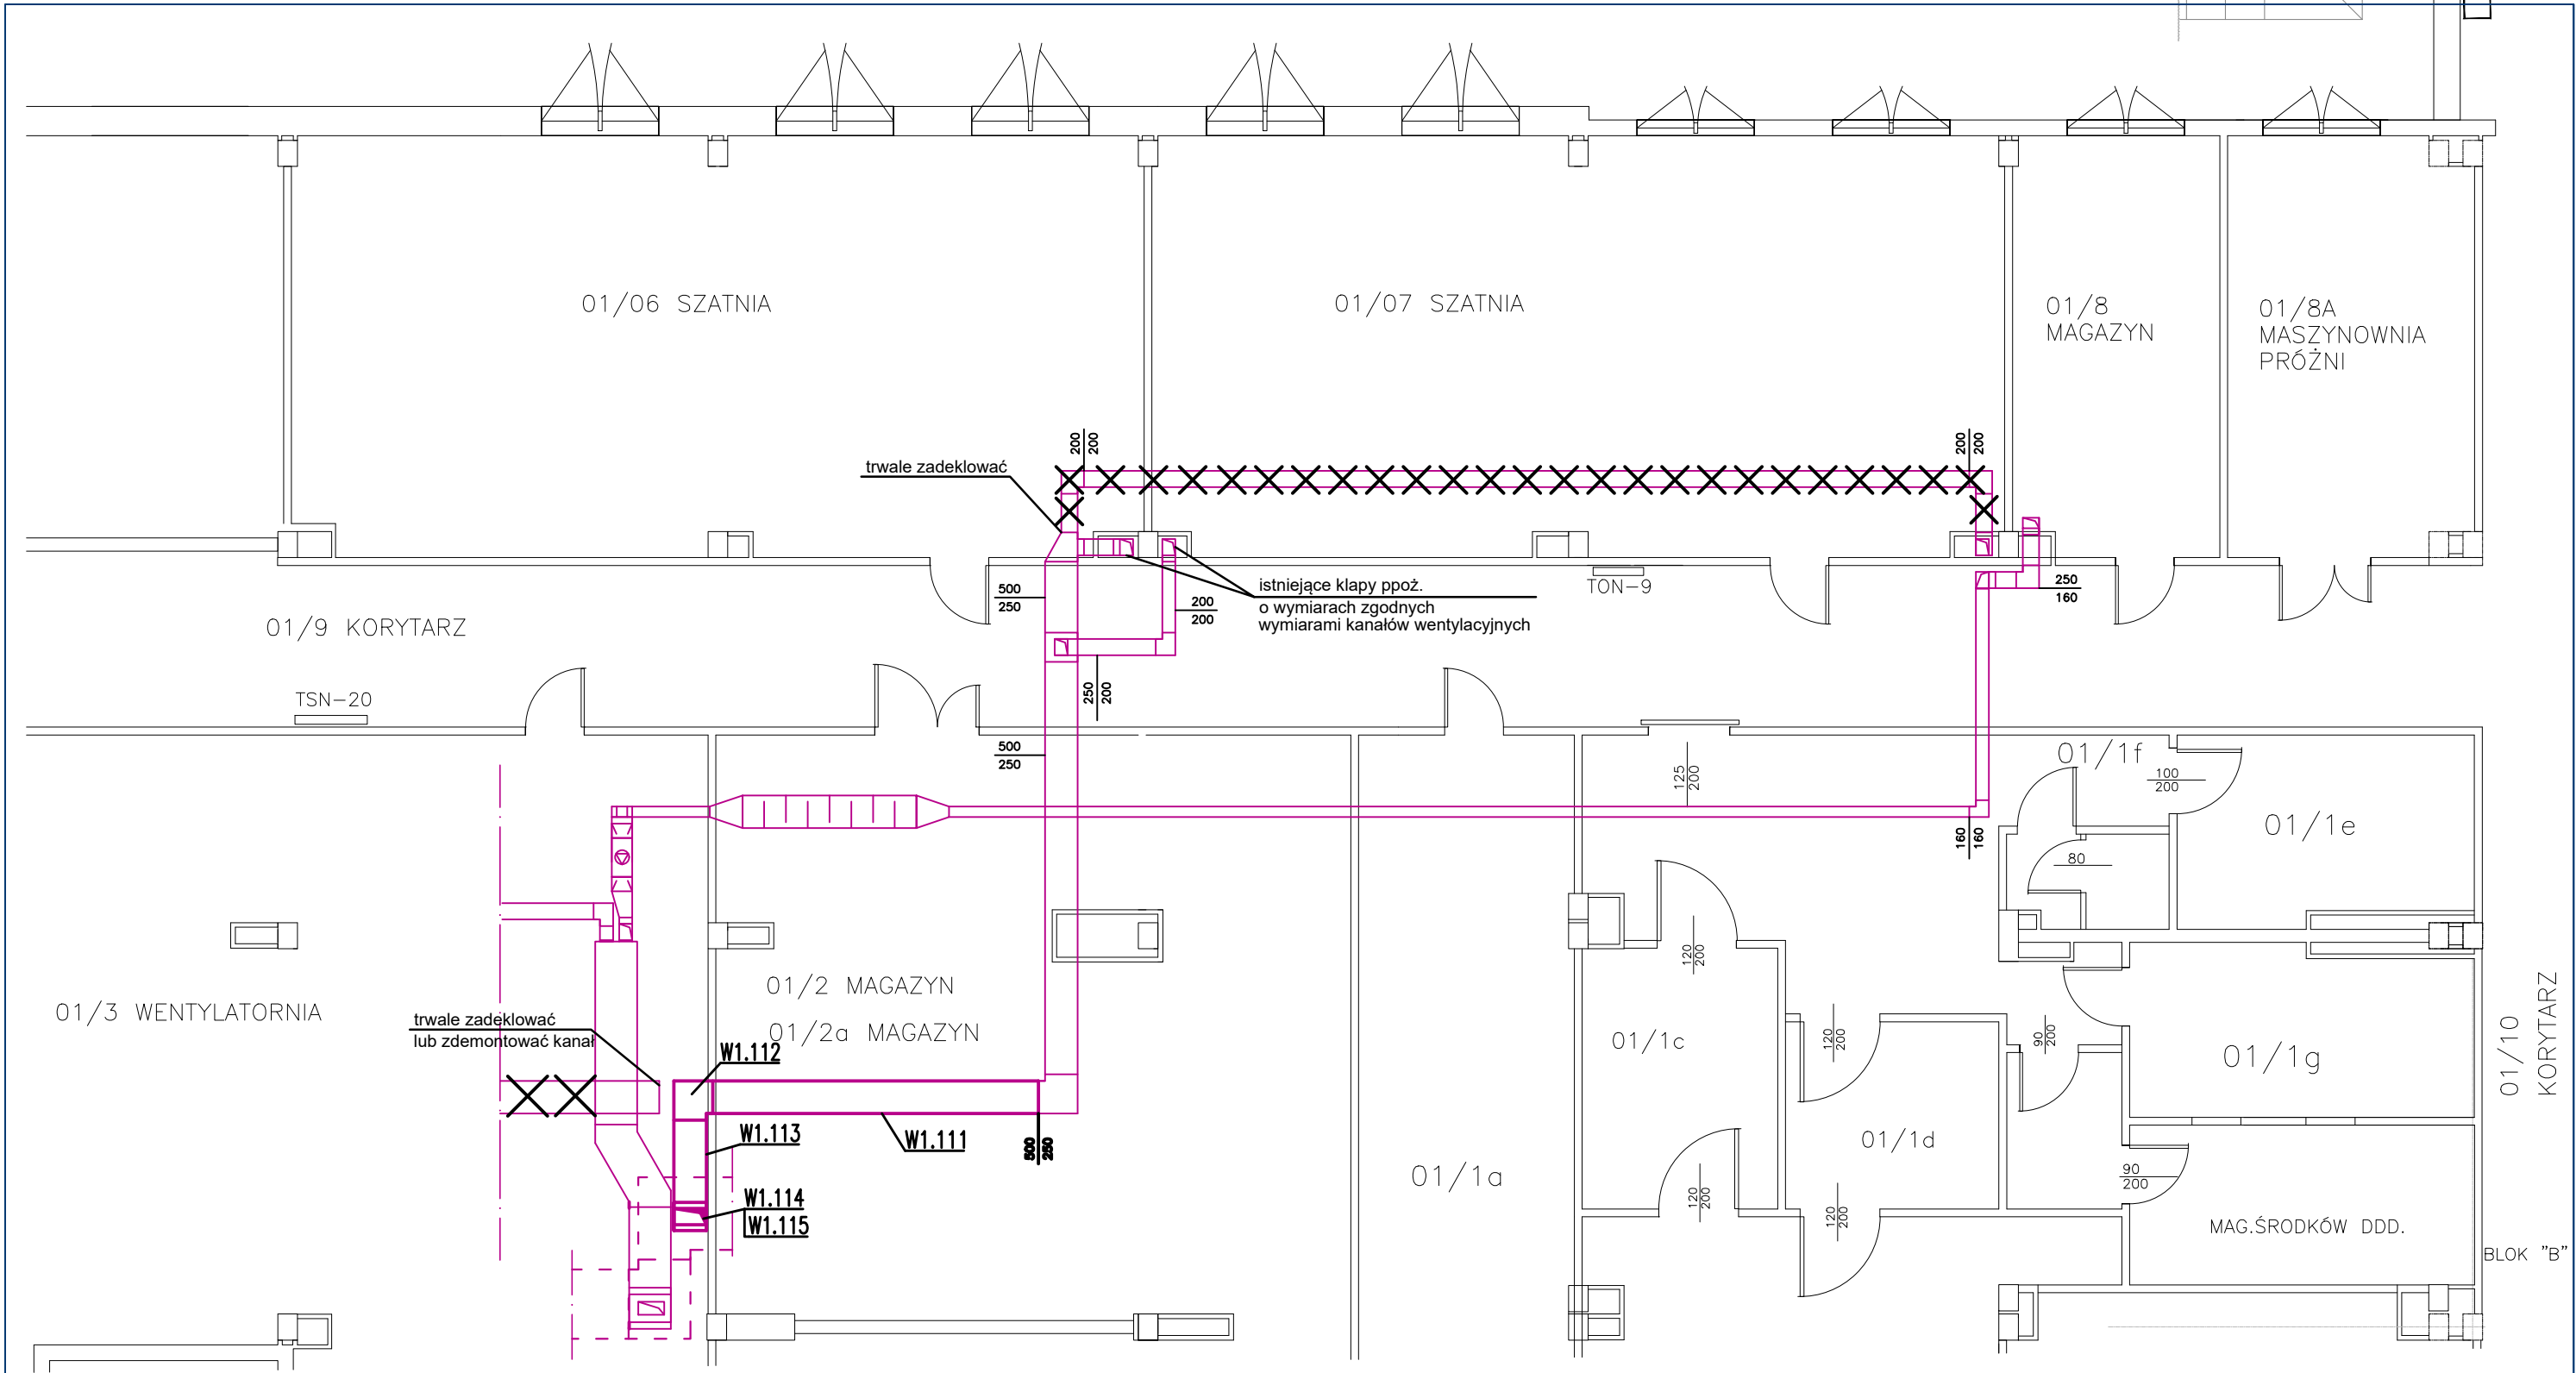 01/06 SZATNIA
01/07 SZATNIA
01/8
MAGAZYN
01/8A
MASZYNOWNIA
PRÓŻNI
trwale zadeklować
200
200
200
200
istniejące klapy ppoż.
o wymiarach zgodnych
wymiarami kanałów wentylacyjnych
TON-9
500
250
200
200
250
160
01/9 KORYTARZ
250
200
TSN-20
500
250
125
200
01/1f
100
200
160
160
01/1e
80
120
200
01/2 MAGAZYN
01/2a MAGAZYN
01/3 WENTYLATORNIA
trwale zadeklować
lub zdemontować kanał
W1.112
01/1c
120
200
90
200
01/1g
01/10
KORYTARZ
W1.113
W1.111
500
250
01/1d
01/1a
90
200
W1.114
W1.115
120
200
120
200
MAG.ŚRODKÓW DDD.
BLOK "B"